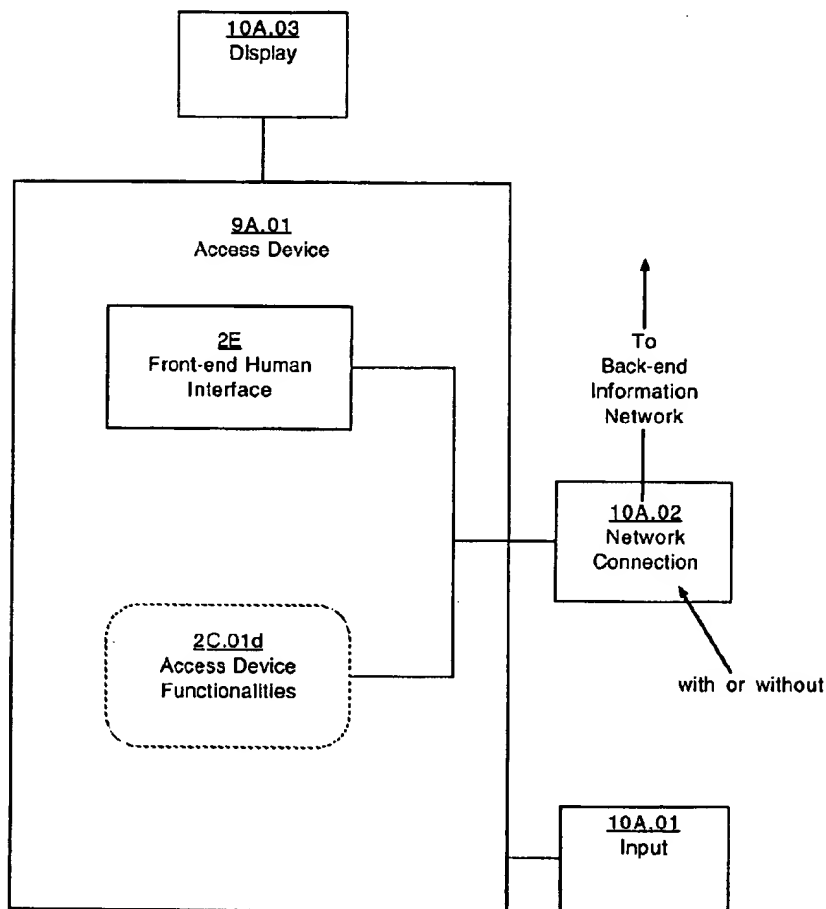 10A.03
Display
9A.01
Access Device
2E
Front-end Human
Interface
To
Back-end
Information
Network
10A.02
Network
Connection
2C.01d
Access Device
Functionalities
with or without
10A.01
Input